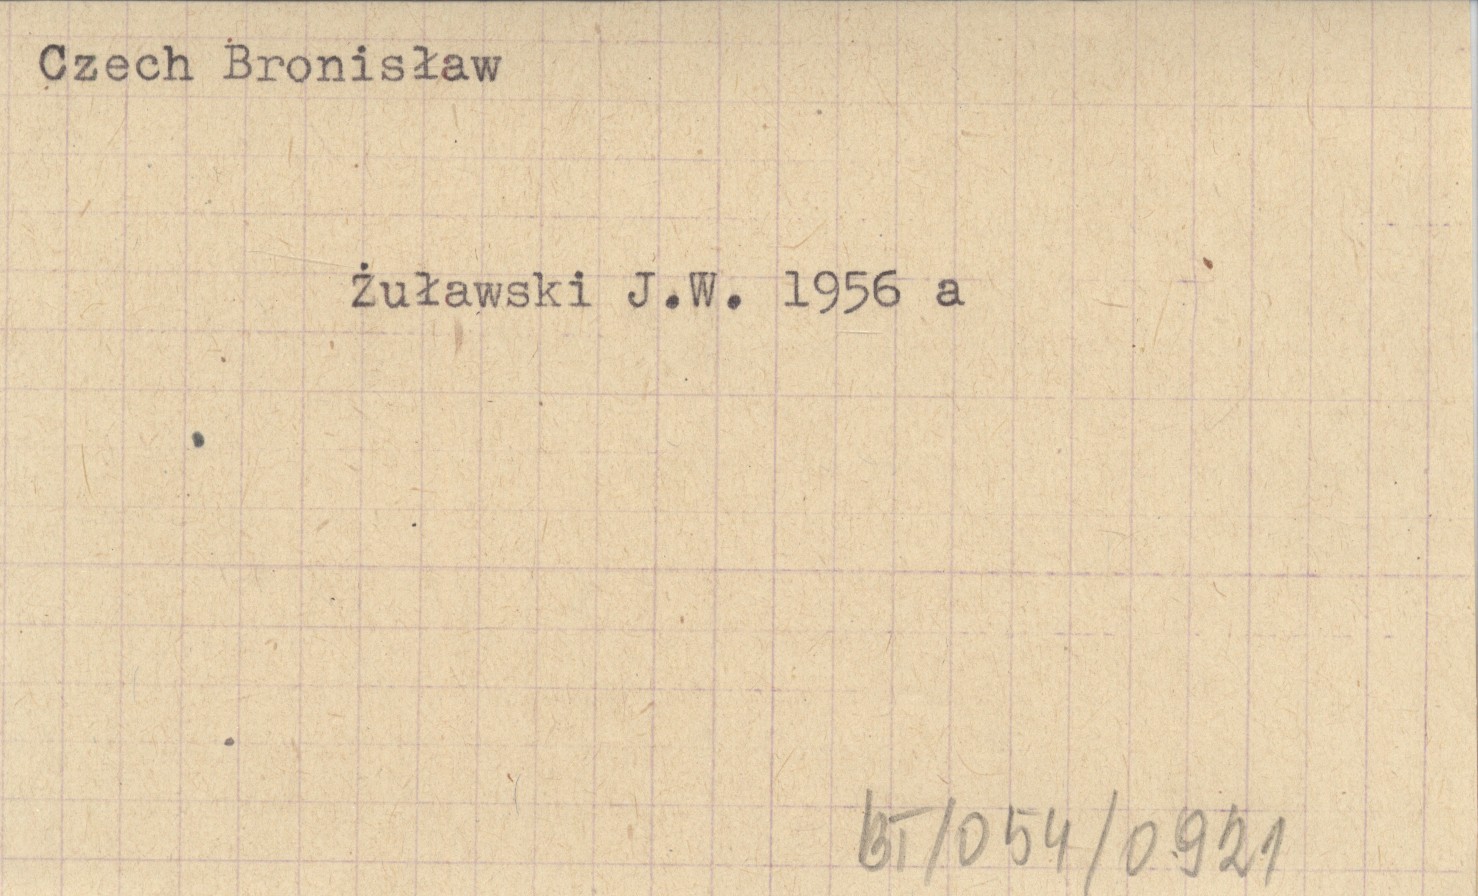 Czech Bronisław
Żuławski J.W. 1956 a
BT/054/0921